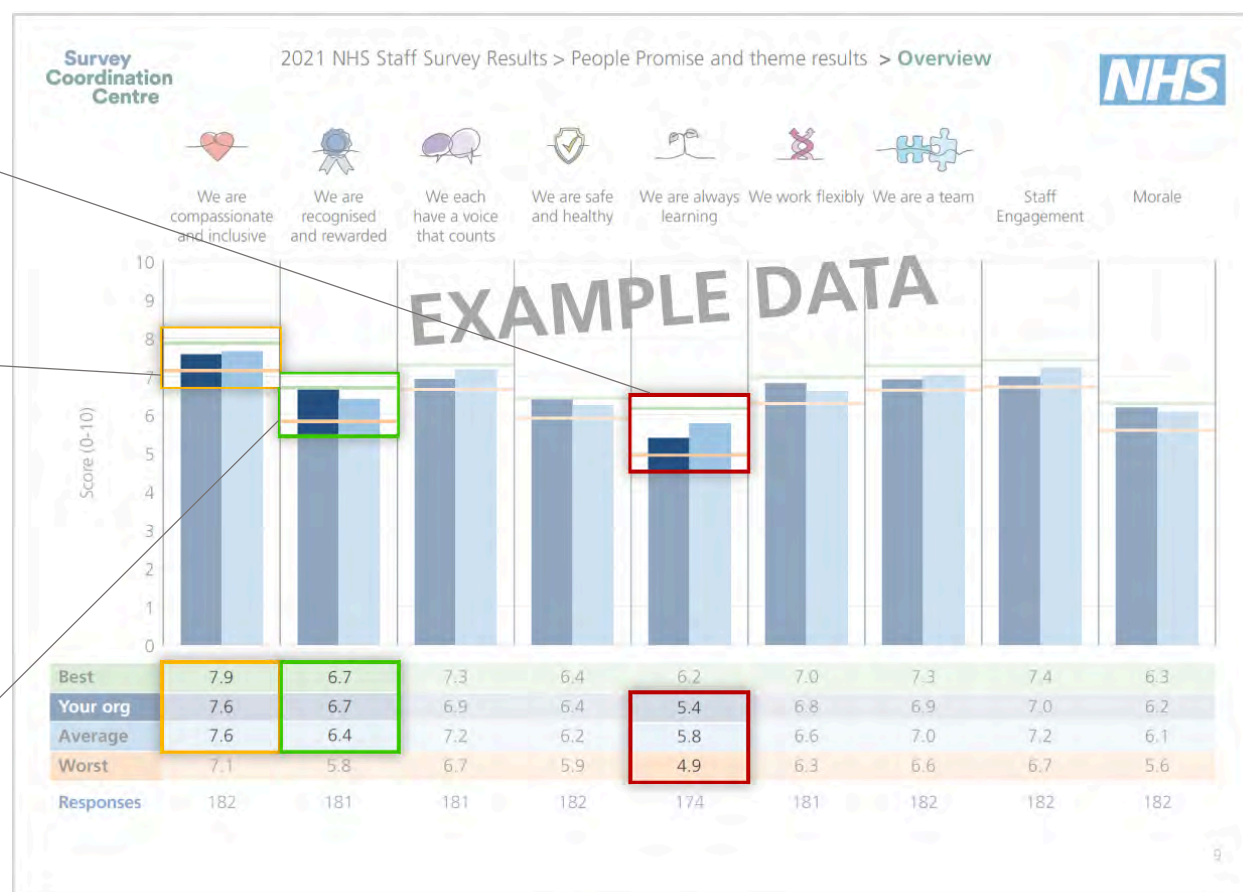 Survey
Coordination
Centre
2021 NHS Staff Survey Results > People Promise and theme results > Overview
NHS
We are
compassionate
and inclusive
We are
recognised
and rewarded
We each
have a voice
that counts
We are safe
and healthy
We are always
learning
We work flexibly
We are a team
Staff
Engagement
Morale
EXAMPLE DATA
Score (0-10)
10
9
8
7
6
5
4
3
2
1
0
Best 7.9 6.7 7.3 6.4 6.2 7.0 7.3 7.4 6.3
Your org 7.6 6.7 6.9 6.4 5.4 6.8 6.9 7.0 6.2
Average 7.6 6.4 7.2 6.2 5.8 6.6 7.0 7.2 6.1
Worst 7.1 5.8 6.7 5.9 4.9 6.3 6.6 6.7 5.6
Responses 182 181 181 182 174 181 182 182 182
9